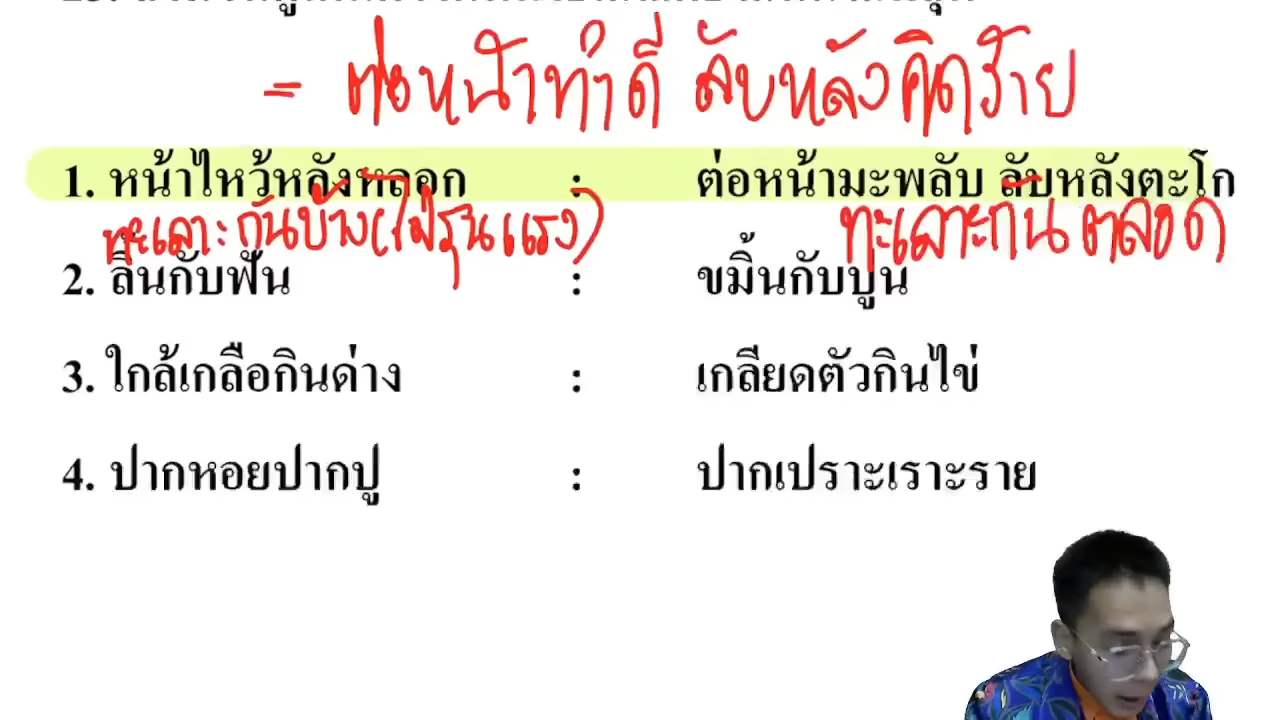 = ต่อหน้าทำดี ลับหลังคิดร้าย
1. หน้าไหว้หลังหลอก : ต่อหน้ามะพลับ ลับหลังตะโก
ทะเลาะกันบ้าง(ไม่รุนแรง) ทะเลาะกันตลอด
2. ลิ้นกับฟัน : ขมิ้นกับปูน
3. ใกล้เกลือกินด่าง : เกลียดตัวกินไข่
4. ปากหอยปากปู : ปากเปราะเราะราย